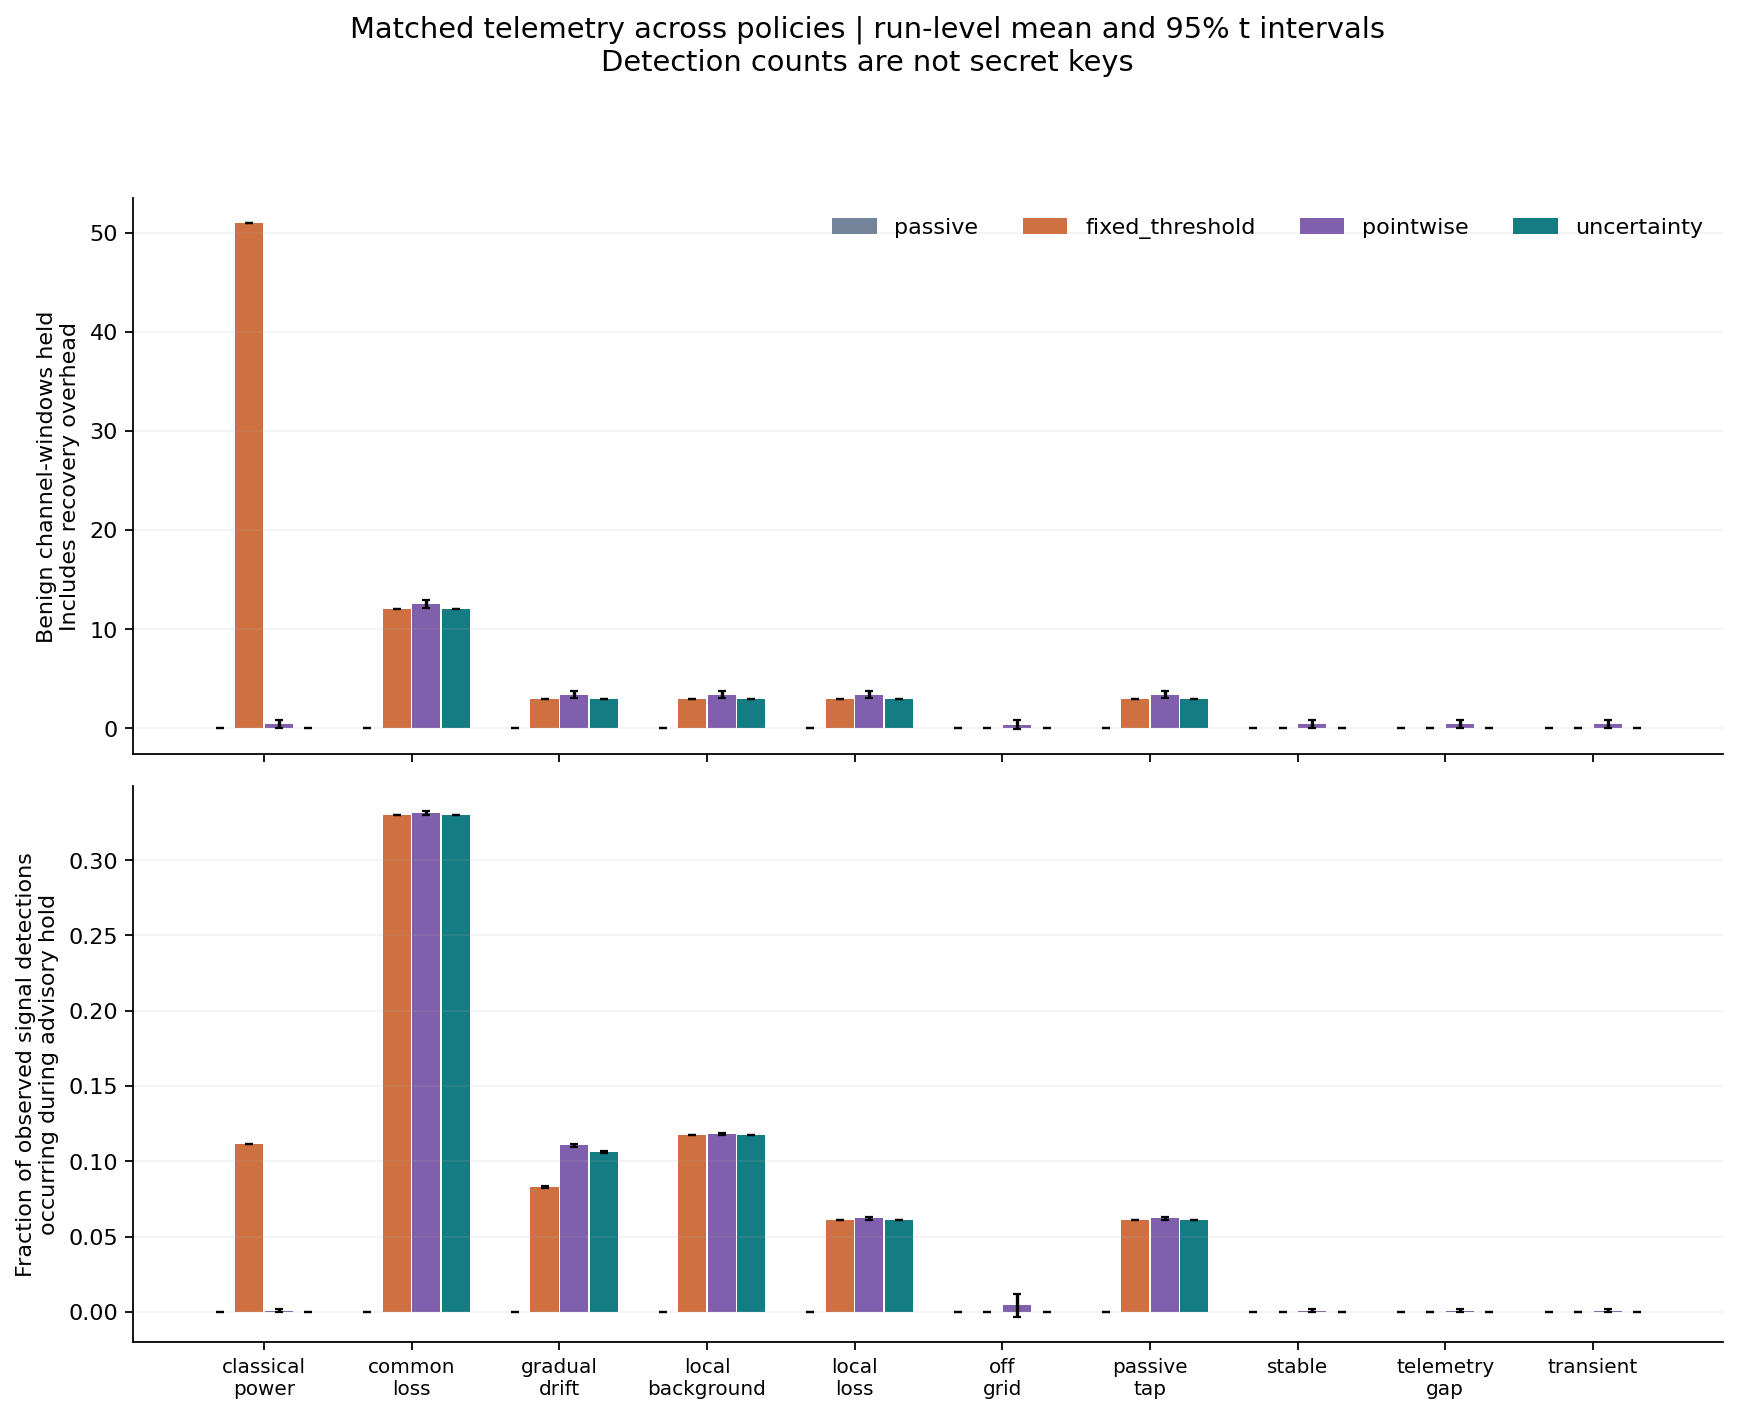 Matched telemetry across policies | run-level mean and 95% t intervals
Detection counts are not secret keys
passive
fixed_threshold
pointwise
uncertainty
Benign channel-windows held
Includes recovery overhead
50
40
30
20
10
0
Fraction of observed signal detections
occurring during advisory hold
0.30
0.25
0.20
0.15
0.10
0.05
0.00
classical
power
common
loss
gradual
drift
local
background
local
loss
off
grid
passive
tap
stable
telemetry
gap
transient